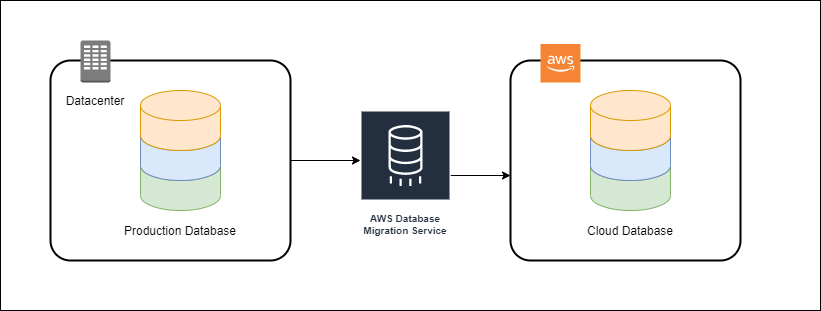 Datacenter
Production Database
AWS Database
Migration Service
aws
Cloud Database